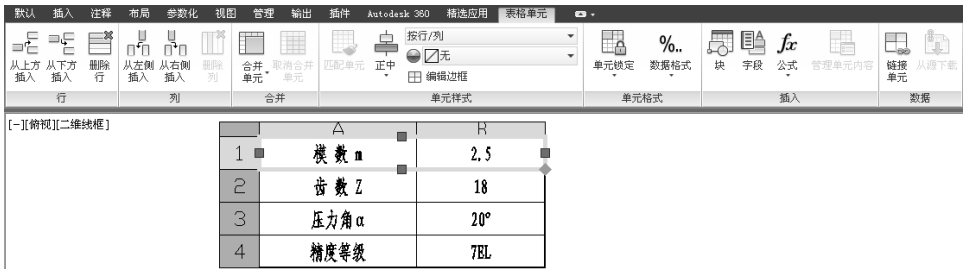 默认 插入 注释 布局 参数化 视图 管理 输出 插件 Autodesk 360 精选应用 表格单元
从上方插入 从下方插入 删除行 从左侧插入 从右侧插入 删除列 合并单元 取消合并单元 匹配单元 正中 按行/列 无 编辑边框 单元锁定 %.. 数据格式 块 字段 fx 公式 管理单元内容 链接单元 从源下载
行 列 合并 单元样式 单元格式 插入 数据
[-][俯视][二维线框]
A B
1 模数m 2.5
2 齿数Z 18
3 压力角α 20°
4 精度等级 7EL